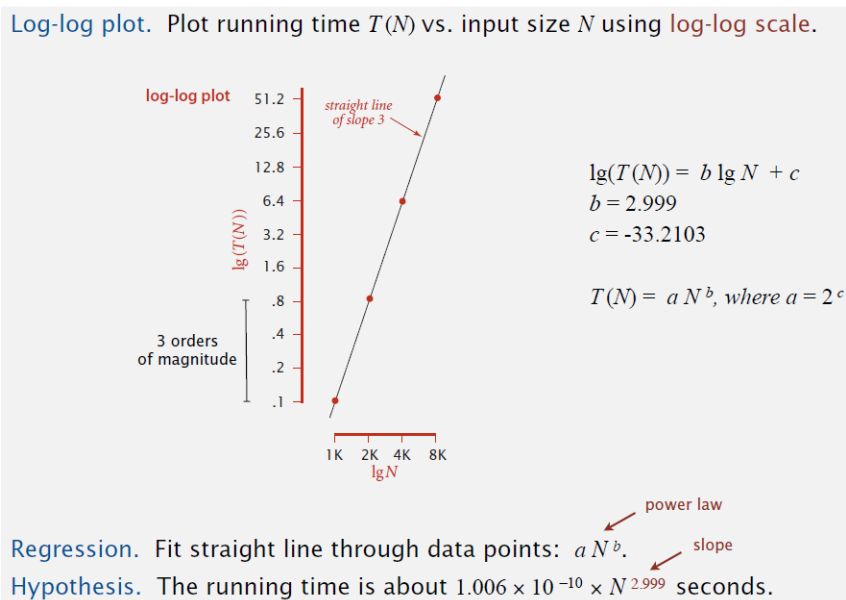 Log-log plot. Plot running time T(N) vs. input size N using log-log scale.
log-log plot
51.2
25.6
12.8
6.4
3.2
1.6
.8
.4
.2
.1
lg(T(N))
straight line
of slope 3
3 orders
of magnitude
1K 2K 4K 8K
lg N
lg(T(N)) = b lg N + c
b = 2.999
c = -33.2103
T(N) = a N ᵇ, where a = 2 ᶜ
power law
Regression. Fit straight line through data points: a N ᵇ.
slope
Hypothesis. The running time is about 1.006 × 10 ⁻¹⁰ × N ²·⁹⁹⁹ seconds.